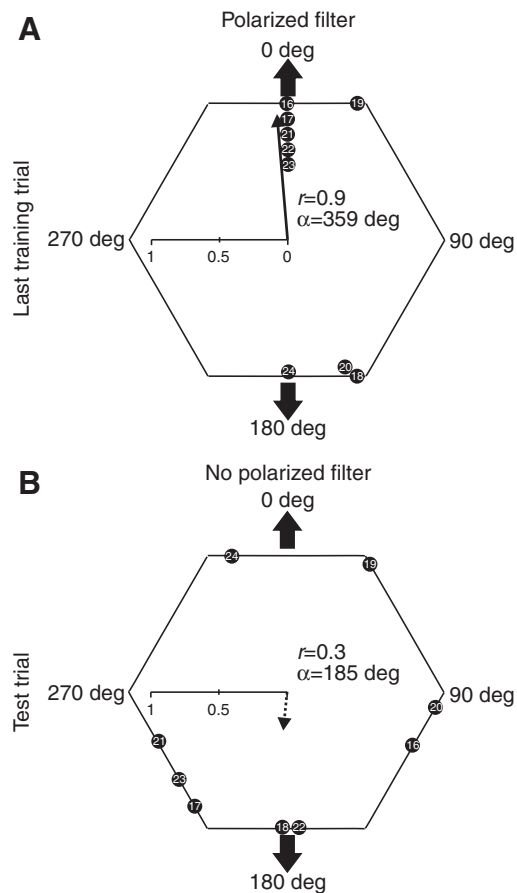 A
Polarized filter
0 deg
16
19
17
21
22
23
Last training trial
r=0.9
α=359 deg
270 deg
90 deg
1
0.5
0
20
24
18
180 deg
B
No polarized filter
0 deg
24
19
Test trial
r=0.3
α=185 deg
270 deg
90 deg
1
0.5
20
21
16
23
17
18
22
180 deg